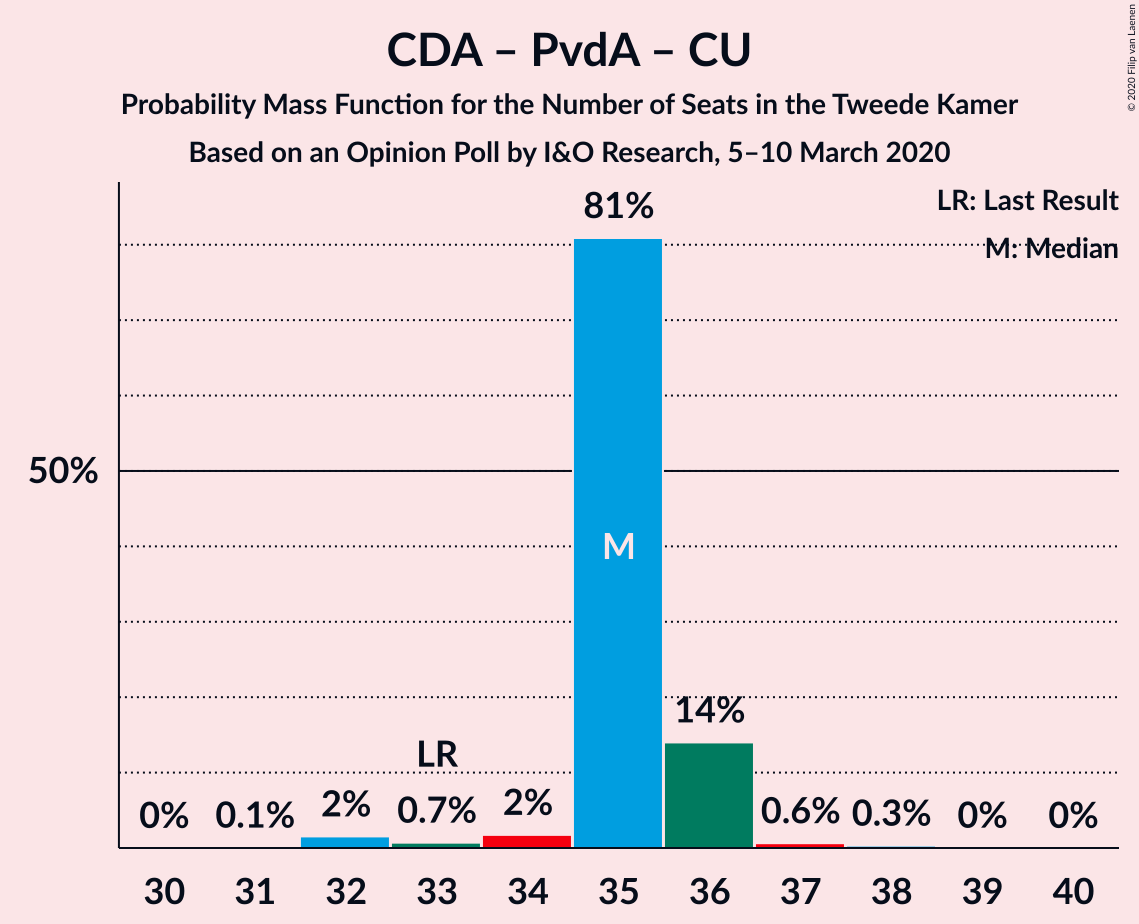 CDA – PvdA – CU
Probability Mass Function for the Number of Seats in the Tweede Kamer
Based on an Opinion Poll by I&O Research, 5–10 March 2020
© 2020 Filip van Laenen
LR: Last Result
M: Median
81%
50%
M
14%
LR
0% 0.1% 2% 0.7% 2% 0.6% 0.3% 0% 0%
30 31 32 33 34 35 36 37 38 39 40